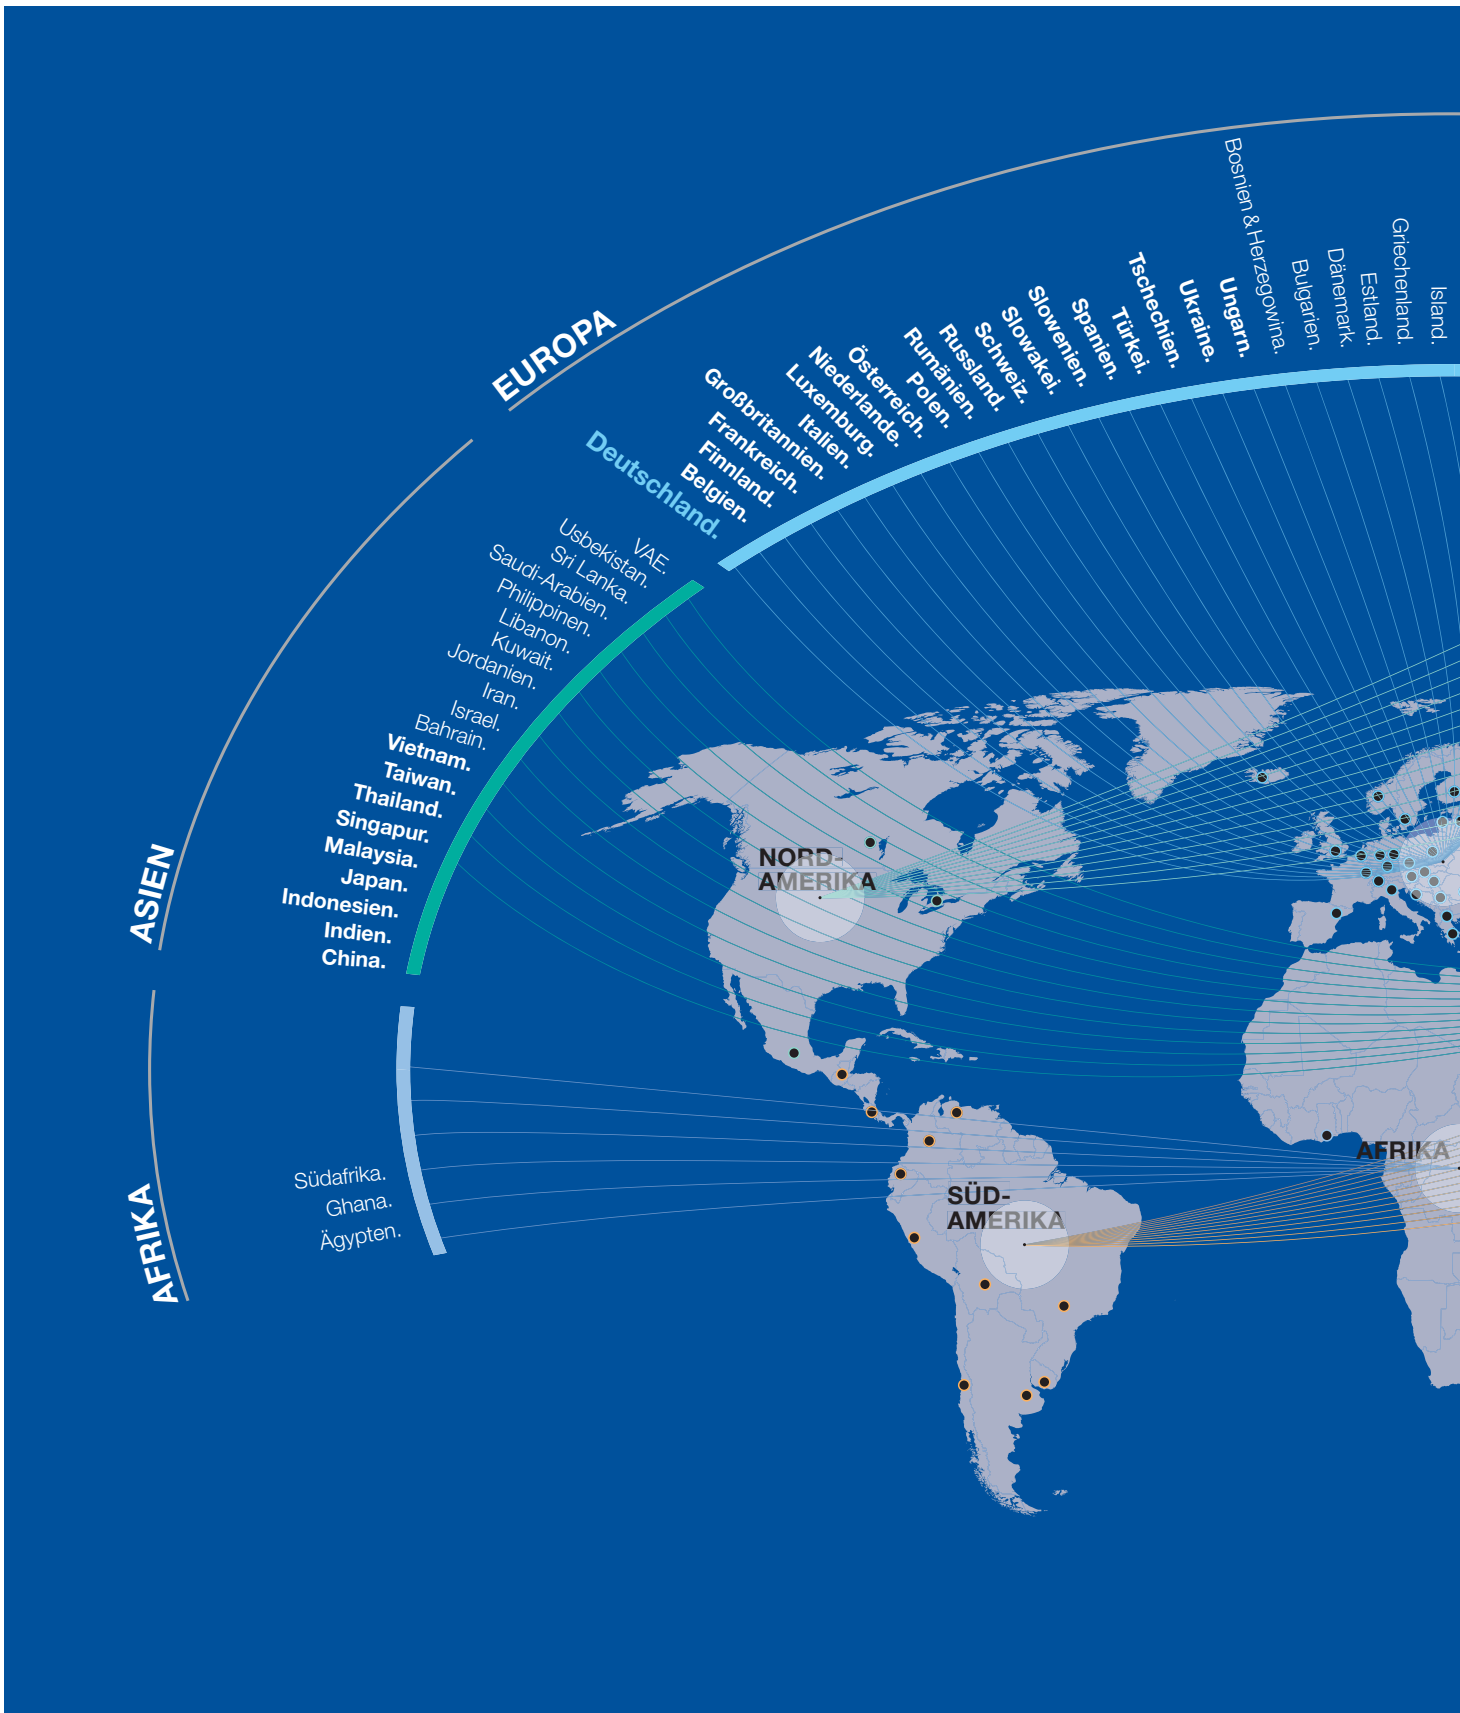 EUROPA
Deutschland.
Belgien.
Finnland.
Frankreich.
Großbritannien.
Italien.
Luxemburg.
Niederlande.
Österreich.
Polen.
Rumänien.
Russland.
Schweiz.
Slowakei.
Slowenien.
Spanien.
Türkei.
Tschechien.
Ukraine.
Ungarn.
Bosnien & Herzegowina.
Bulgarien.
Dänemark.
Estland.
Griechenland.
Island.
ASIEN
VAE.
Usbekistan.
Sri Lanka.
Saudi-Arabien.
Philippinen.
Libanon.
Kuwait.
Jordanien.
Iran.
Israel.
Bahrain.
Vietnam.
Taiwan.
Thailand.
Singapur.
Malaysia.
Japan.
Indonesien.
Indien.
China.
AFRIKA
Südafrika.
Ghana.
Ägypten.
NORD-
AMERIKA
SÜD-
AMERIKA
AFRIKA